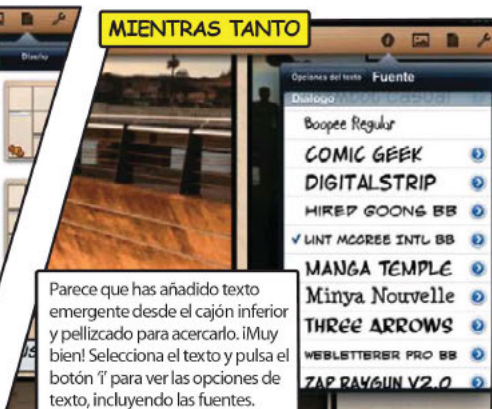 Diseño
MIENTRAS TANTO
Opciones del texto Fuente
Dialogo
Boopee Regular
COMIC GEEK
DIGITALSTRIP
HIRED GOONS BB
✓ LINT MCCREE INTL BB
MANGA TEMPLE
Minya Nouvelle
THREE ARROWS
WEBLETTERER PRO BB
ZAP RAYGUN V2.0
Parece que has añadido texto
emergente desde el cajón inferior
y pellizcado para acercarlo. ¡Muy
bien! Selecciona el texto y pulsa el
botón 'i' para ver las opciones de
texto, incluyendo las fuentes.